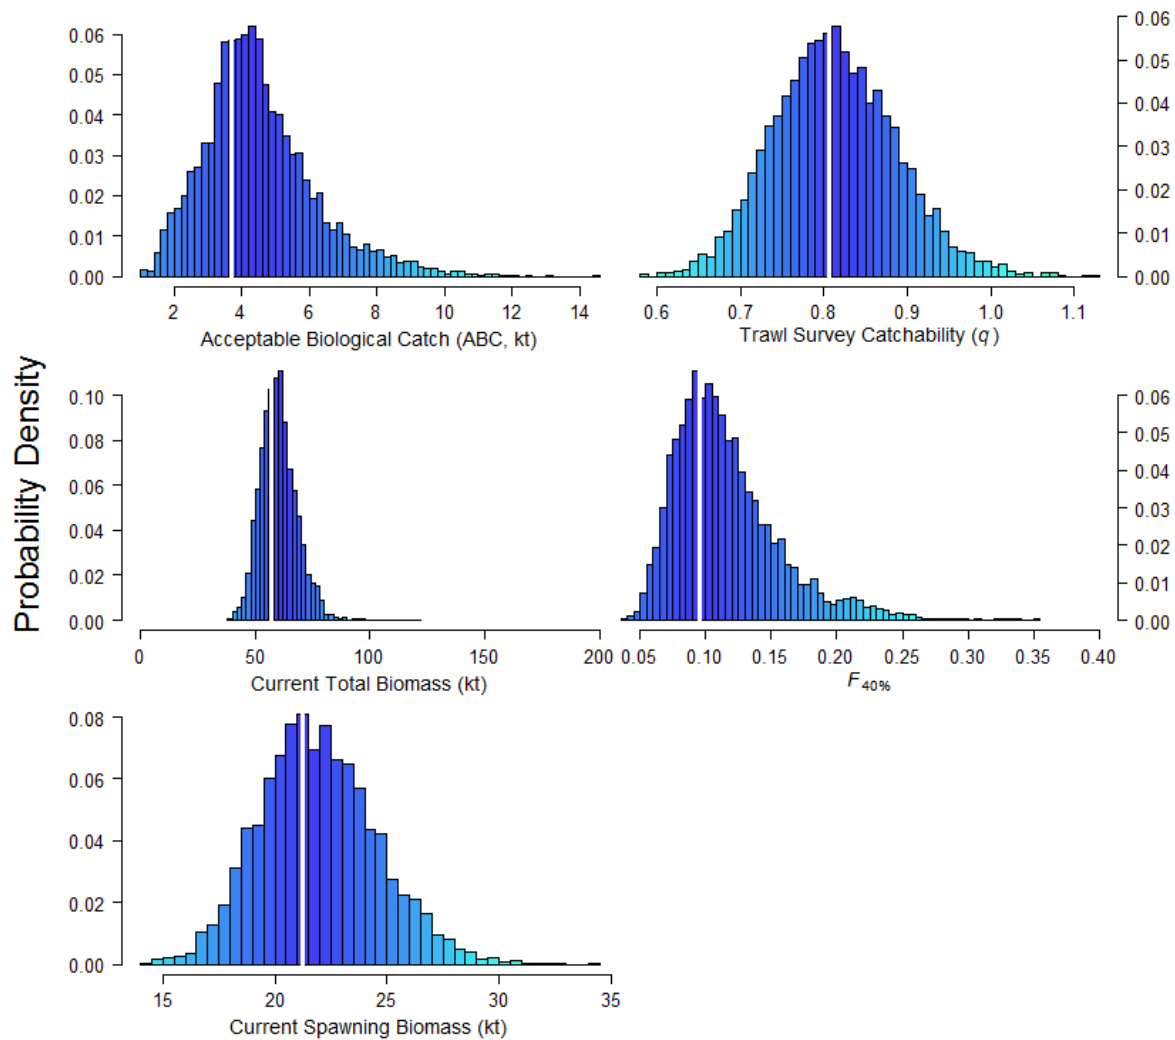 Probability Density
0.06
0.05
0.04
0.03
0.02
0.01
0.00
2 4 6 8 10 12 14
Acceptable Biological Catch (ABC, kt)
0.06
0.05
0.04
0.03
0.02
0.01
0.00
0.6 0.7 0.8 0.9 1.0 1.1
Trawl Survey Catchability (q)
0.10
0.08
0.06
0.04
0.02
0.00
0 50 100 150 200
Current Total Biomass (kt)
0.06
0.05
0.04
0.03
0.02
0.01
0.00
0.05 0.10 0.15 0.20 0.25 0.30 0.35 0.40
F40%
0.08
0.06
0.04
0.02
0.00
15 20 25 30 35
Current Spawning Biomass (kt)